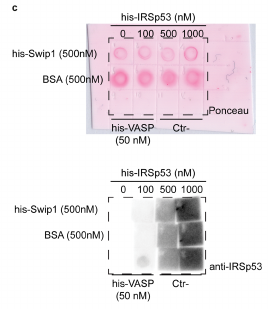 c
his-IRSp53 (nM)
0 100 500 1000
his-Swip1 (500nM)
BSA (500nM)
Ponceau
his-VASP Ctr-
(50 nM)
his-IRSp53 (nM)
0 100 500 1000
his-Swip1 (500nM)
BSA (500nM)
anti-IRSp53
his-VASP Ctr-
(50 nM)